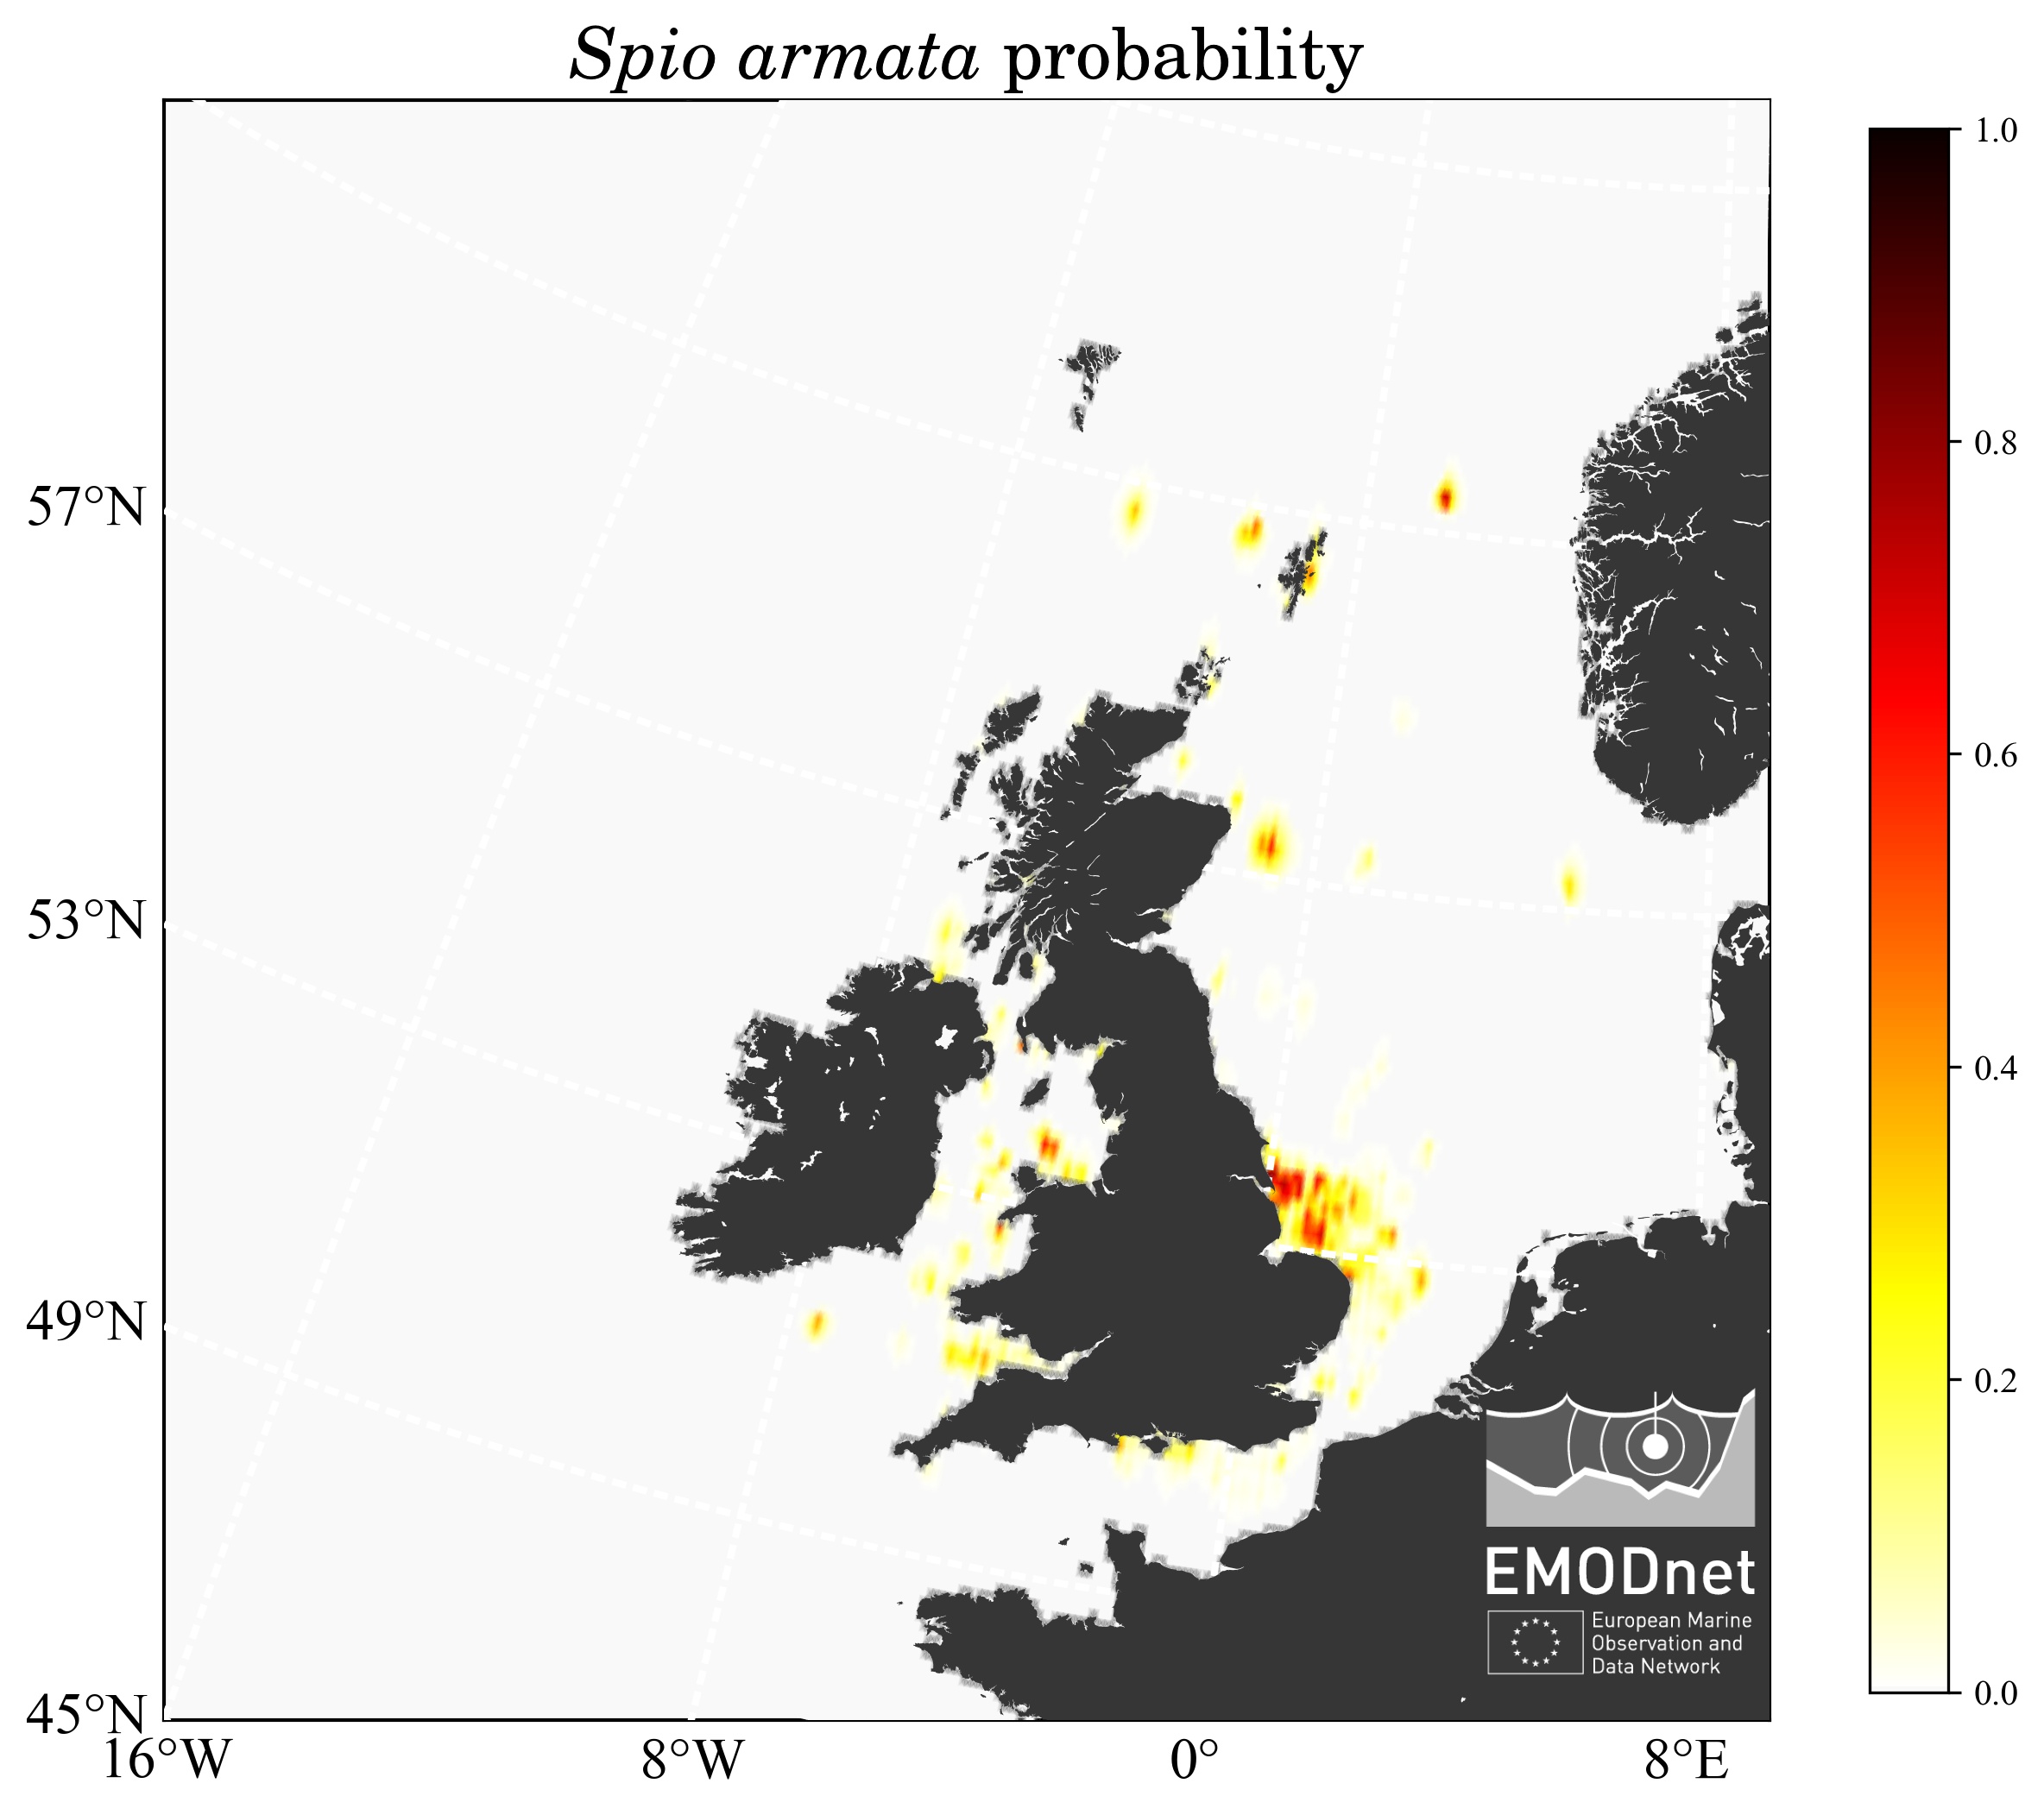 Spio armata probability
1.0
0.8
57°N
0.6
53°N
0.4
49°N
0.2
EMODnet
European Marine
Observation and
Data Network
45°N
0.0
16°W
8°W
0°
8°E